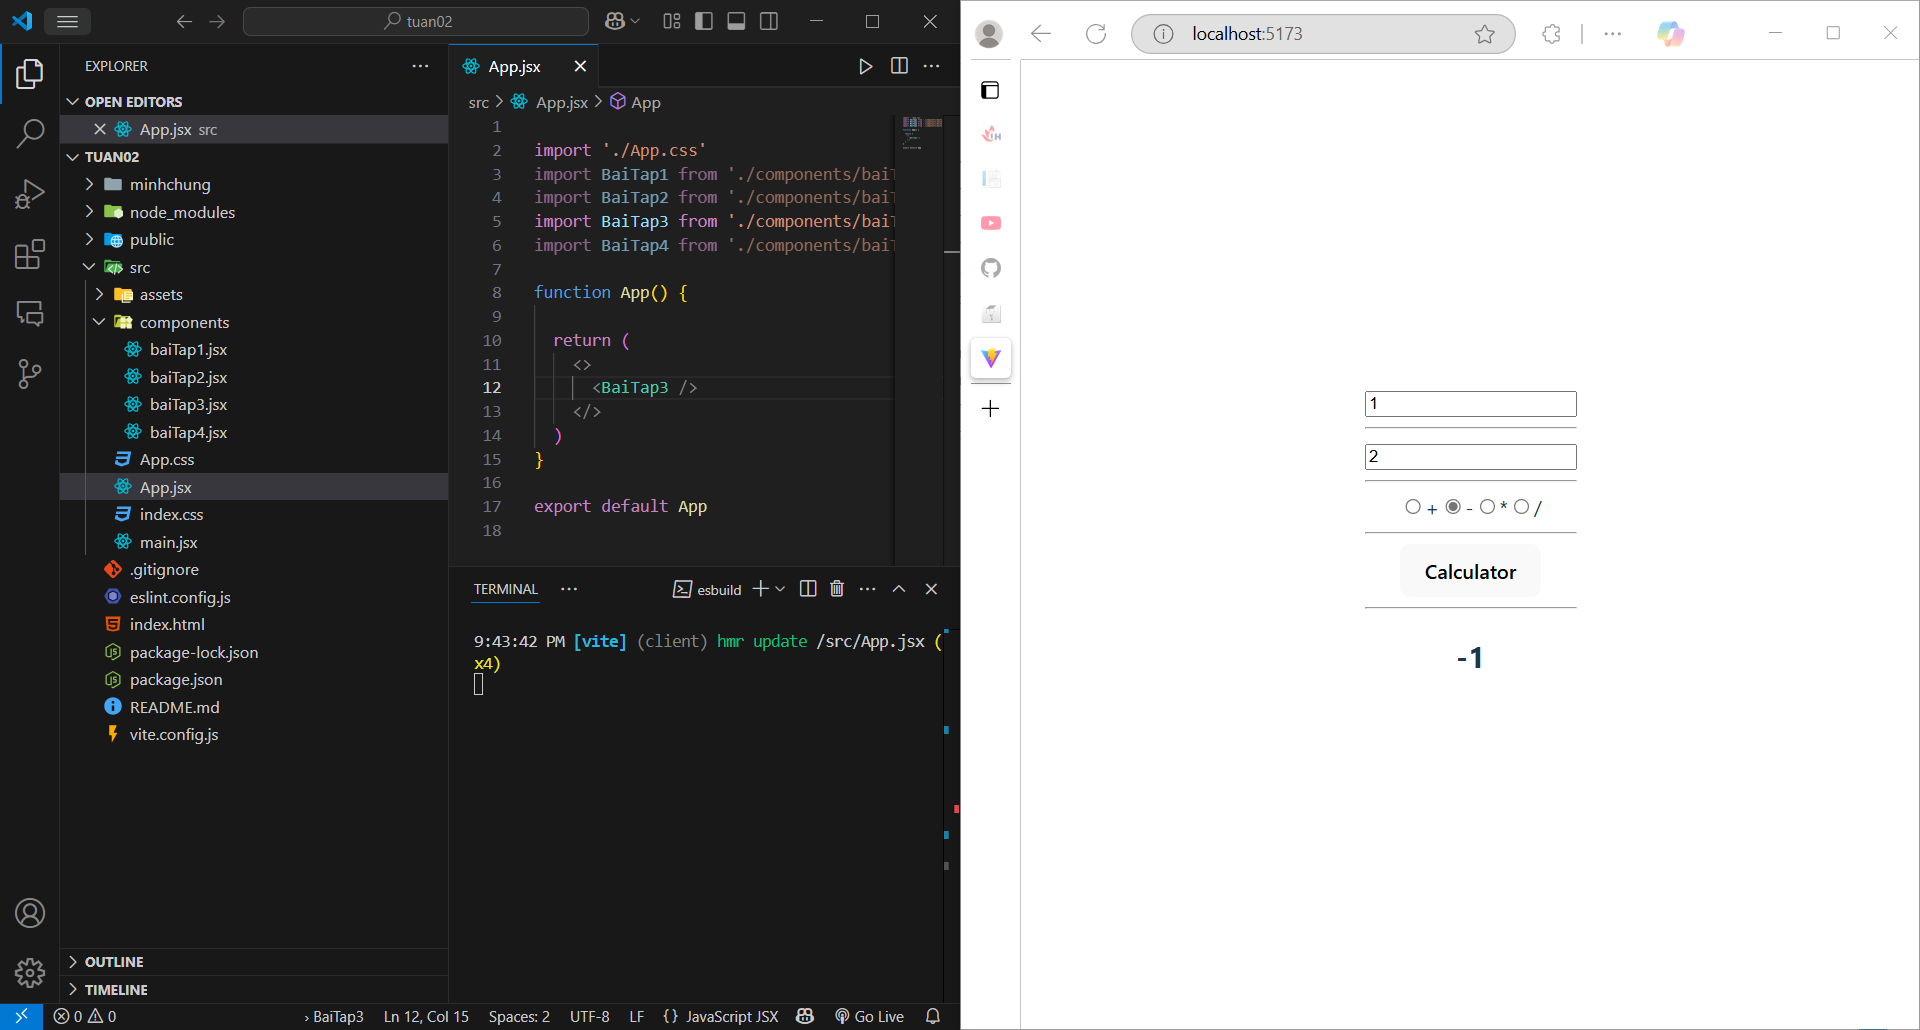 tuan02
EXPLORER
OPEN EDITORS
App.jsx src
TUAN02
minhchung
node_modules
public
src
assets
components
baiTap1.jsx
baiTap2.jsx
baiTap3.jsx
baiTap4.jsx
App.css
App.jsx
index.css
main.jsx
.gitignore
eslint.config.js
index.html
package-lock.json
package.json
README.md
vite.config.js
OUTLINE
TIMELINE
App.jsx
src > App.jsx > App
1
2 import './App.css'
3 import BaiTap1 from './components/baiT
4 import BaiTap2 from './components/baiT
5 import BaiTap3 from './components/baiT
6 import BaiTap4 from './components/baiT
7
8 function App() {
9
10 return (
11 <>
12 <BaiTap3 />
13 </>
14 )
15 }
16
17 export default App
18
TERMINAL
esbuild
9:43:42 PM [vite] (client) hmr update /src/App.jsx (
x4)
0 0
› BaiTap3 Ln 12, Col 15 Spaces: 2 UTF-8 LF {} JavaScript JSX Go Live
localhost:5173
1
2
+ - * /
Calculator
-1